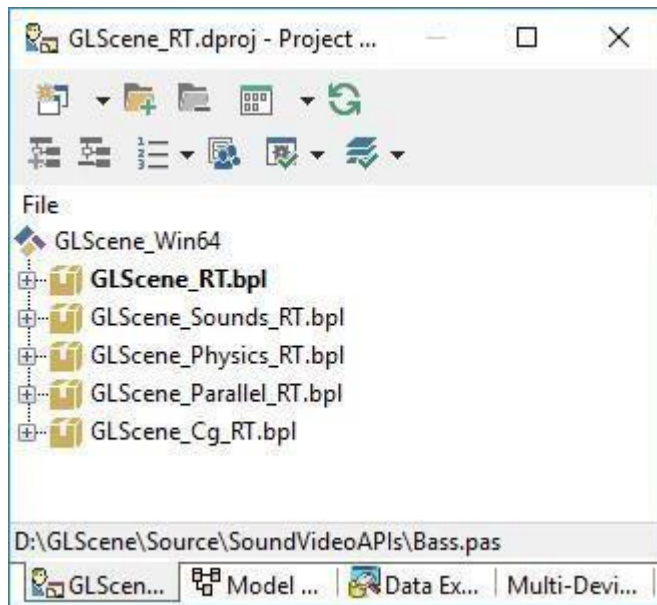 GLScene_RT.dproj - Project ...
File
GLScene_Win64
GLScene_RT.bpl
GLScene_Sounds_RT.bpl
GLScene_Physics_RT.bpl
GLScene_Parallel_RT.bpl
GLScene_Cg_RT.bpl
D:\GLScene\Source\SoundVideoAPIs\Bass.pas
GLScen... Model ... Data Ex... Multi-Devi...